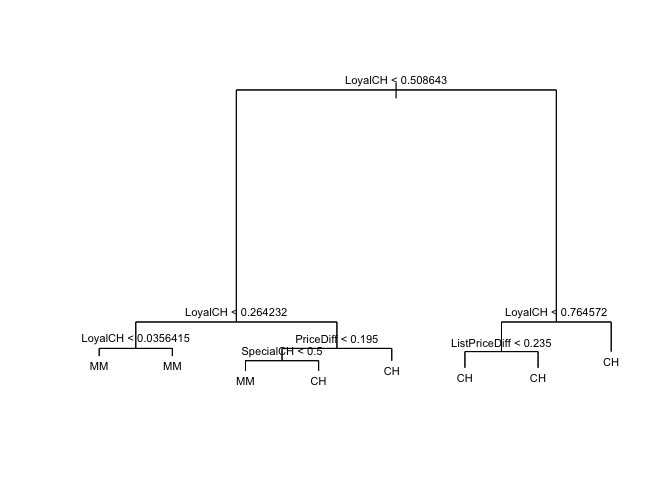 LoyalCH < 0.508643
LoyalCH < 0.264232
LoyalCH < 0.764572
LoyalCH < 0.0356415
PriceDiff < 0.195
ListPriceDiff < 0.235
SpecialCH < 0.5
MM
MM
CH
CH
MM
CH
CH
CH